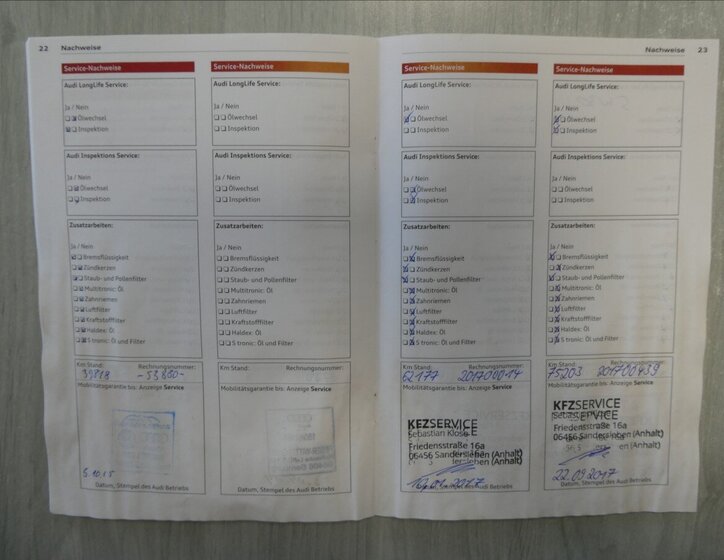 22 Nachweise
Service-Nachweise
Audi LongLife Service:
Ja / Nein
Ölwechsel
Inspektion
Audi Inspektions Service:
Ja / Nein
Ölwechsel
Inspektion
Zusatzarbeiten:
Ja / Nein
Bremsflüssigkeit
Zündkerzen
Staub- und Pollenfilter
Multitronic: Öl
Zahnriemen
Luftfilter
Kraftstofffilter
Haldex: Öl
S tronic: Öl und Filter
Km Stand: Rechnungsnummer:
39818 - 53880 -
Mobilitätsgarantie bis: Anzeige Service
5.10.15
Datum, Stempel des Audi Betriebs
Service-Nachweise
Audi LongLife Service:
Ja / Nein
Ölwechsel
Inspektion
Audi Inspektions Service:
Ja / Nein
Ölwechsel
Inspektion
Zusatzarbeiten:
Ja / Nein
Bremsflüssigkeit
Zündkerzen
Staub- und Pollenfilter
Multitronic: Öl
Zahnriemen
Luftfilter
Kraftstofffilter
Haldex: Öl
S tronic: Öl und Filter
Km Stand: Rechnungsnummer:
Mobilitätsgarantie bis: Anzeige Service
Datum, Stempel des Audi Betriebs
Nachweise 23
Service-Nachweise
Audi LongLife Service:
Ja / Nein
Ölwechsel
Inspektion
Audi Inspektions Service:
Ja / Nein
Ölwechsel
Inspektion
Zusatzarbeiten:
Ja / Nein
Bremsflüssigkeit
Zündkerzen
Staub- und Pollenfilter
Multitronic: Öl
Zahnriemen
Luftfilter
Kraftstofffilter
Haldex: Öl
S tronic: Öl und Filter
Km Stand: Rechnungsnummer:
62177 201700014
Mobilitätsgarantie bis: Anzeige Service
KFZSERVICE
Sebastian Klose
Friedensstraße 16a
06456 Sandersleben (Anhalt)
Datum, Stempel des Audi Betriebs
Service-Nachweise
Audi LongLife Service:
Ja / Nein
Ölwechsel
Inspektion
Audi Inspektions Service:
Ja / Nein
Ölwechsel
Inspektion
Zusatzarbeiten:
Ja / Nein
Bremsflüssigkeit
Zündkerzen
Staub- und Pollenfilter
Multitronic: Öl
Zahnriemen
Luftfilter
Kraftstofffilter
Haldex: Öl
S tronic: Öl und Filter
Km Stand: Rechnungsnummer:
75203 201700439
Mobilitätsgarantie bis: Anzeige Service
KFZSERVICE
Friedensstraße 16a
06456 Sandersleben (Anhalt)
22.09.2017
Datum, Stempel des Audi Betriebs